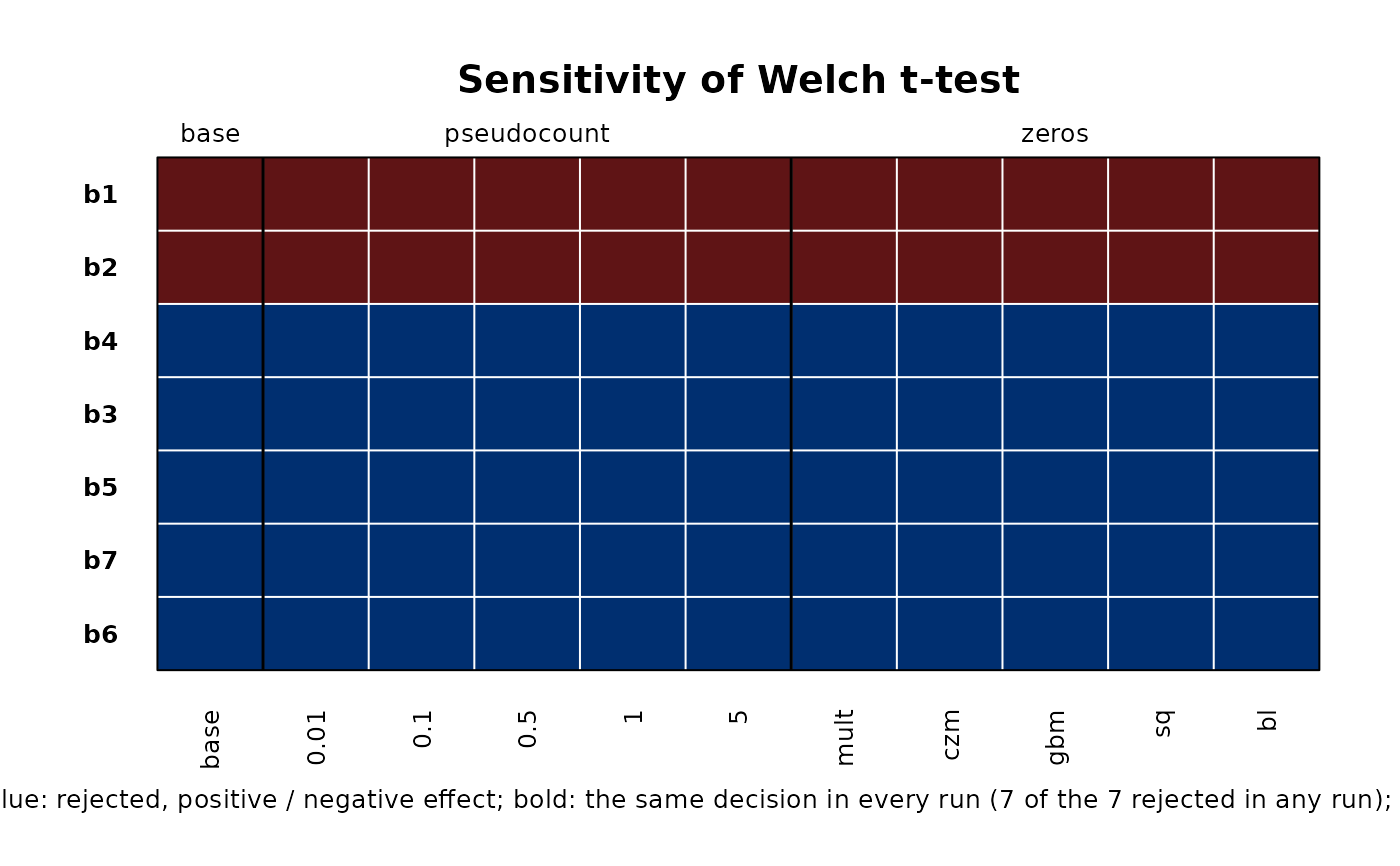 Sensitivity of Welch t-test
base pseudocount zeros
b1
b2
b4
b3
b5
b7
b6
base 0.01 0.1 0.5 1 5 mult czm gbm sq bl
lue: rejected, positive / negative effect; bold: the same decision in every run (7 of the 7 rejected in any run);